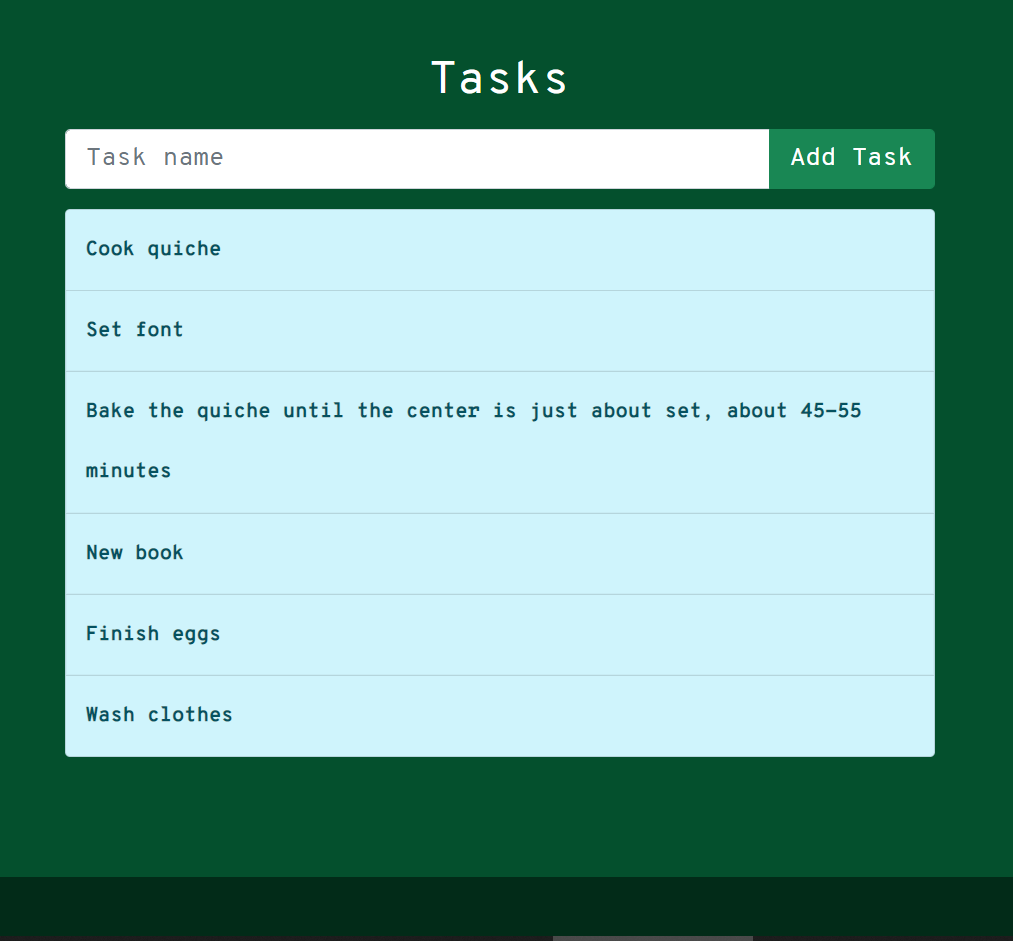 Tasks
Task name
Add Task
Cook quiche
Set font
Bake the quiche until the center is just about set, about 45-55
minutes
New book
Finish eggs
Wash clothes